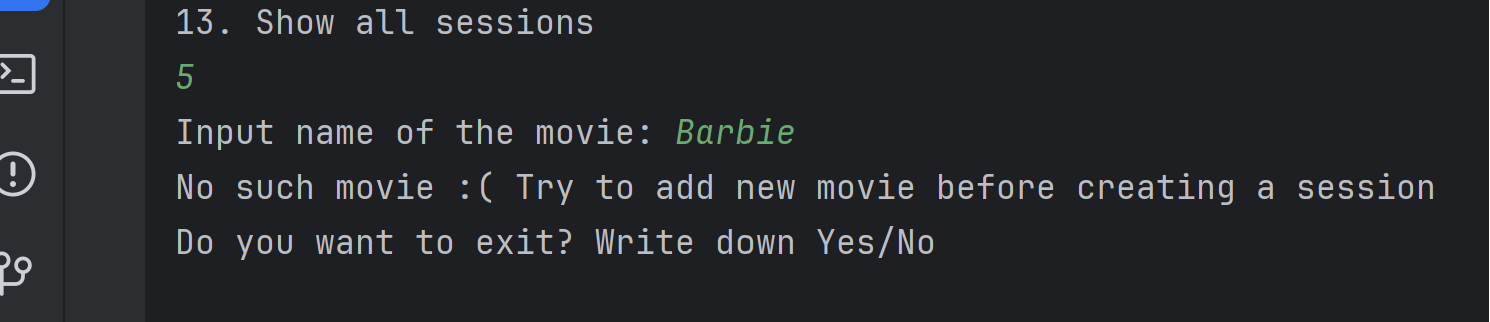 13. Show all sessions
5
Input name of the movie: Barbie
No such movie :( Try to add new movie before creating a session
Do you want to exit? Write down Yes/No